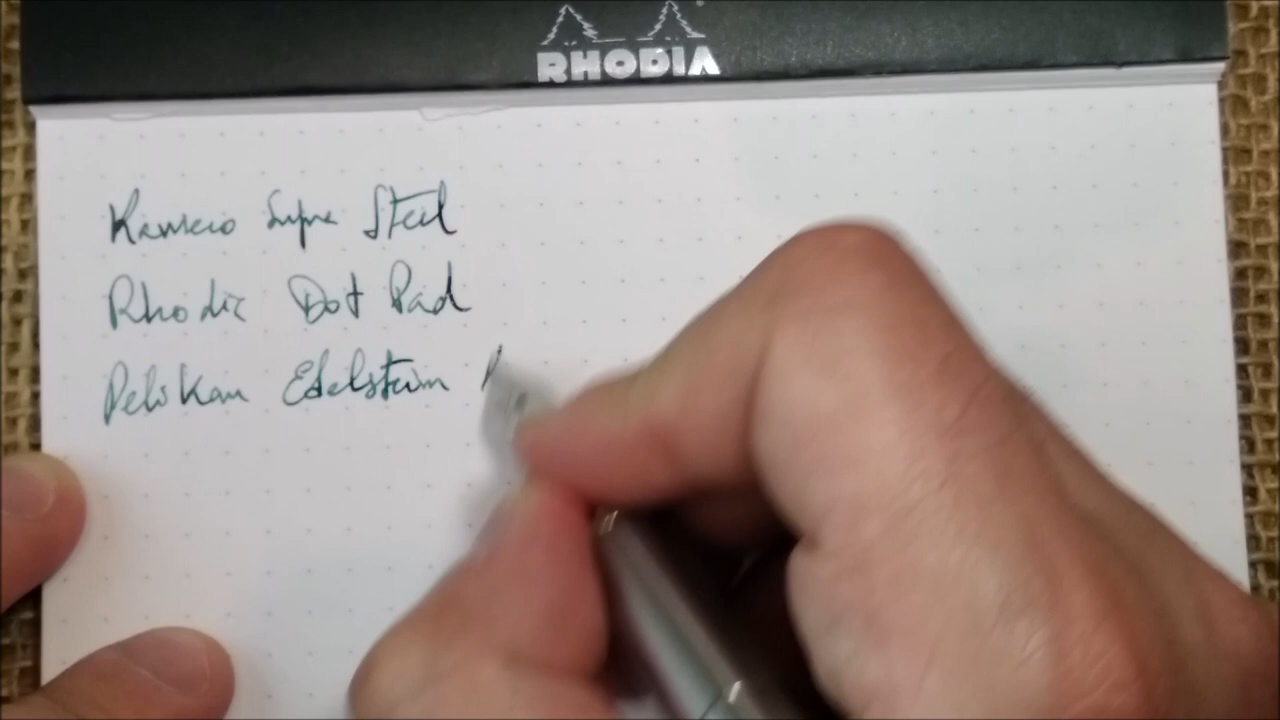 RHODIA
Kaweco Supra Steel
Rhodia Dot Pad
Pelikan Edelstein